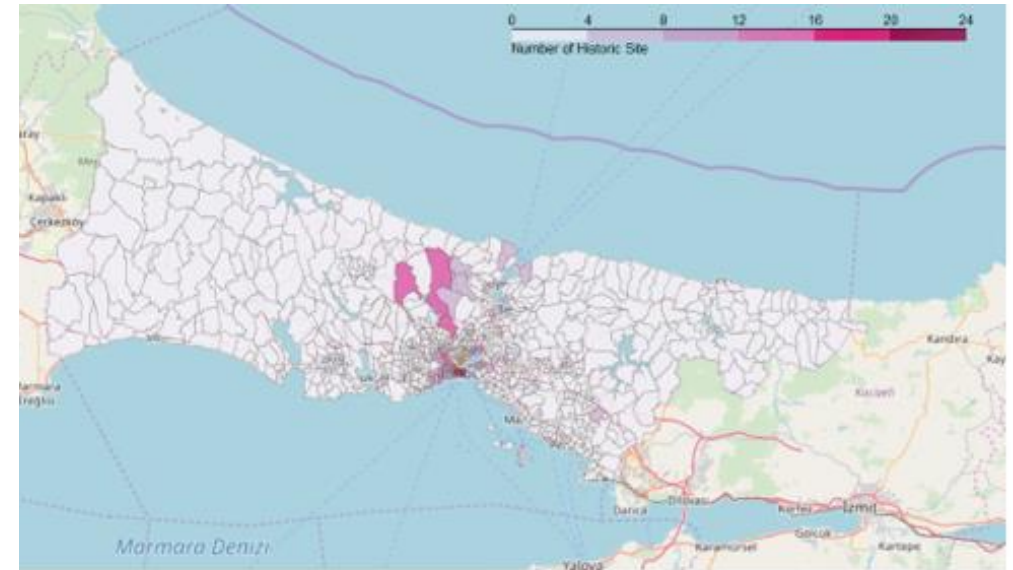 0 4 8 12 16 20 24
Number of Historic Site
Kapaklı
Çerkezköy
Kandıra
Kocaeli
Marmara
Ereğlisi
Dilovası
Darıca
Körfez
İzmit
Gölcük
Marmara Denizi
Karamürsel
Kartepe
Yalova